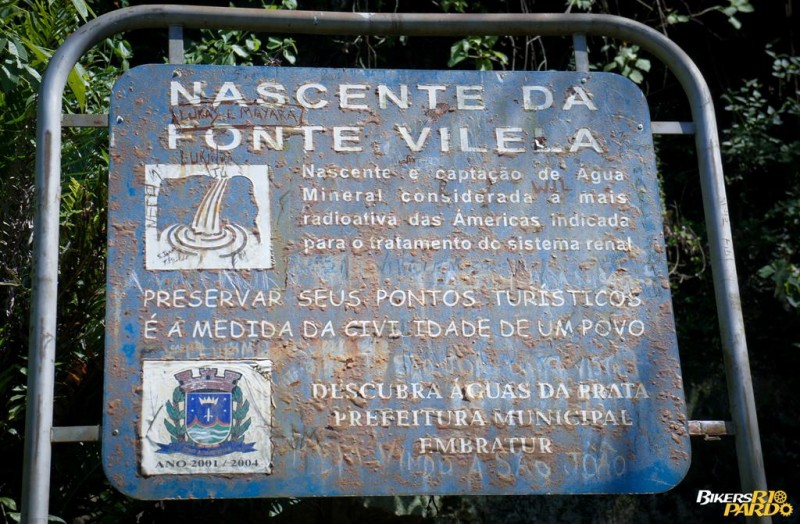 NASCENTE DA
FONTE VILELA
Nascente e captação de Água
Mineral considerada a mais
radioativa das Américas indicada
para o tratamento do sistema renal
PRESERVAR SEUS PONTOS TURÍSTICOS
É A MEDIDA DA CIVILIDADE DE UM POVO
DESCUBRA ÁGUAS DA PRATA
PREFEITURA MUNICIPAL
EMBRATUR
ANO 2001 / 2004
BIKERS RIO
PARDO